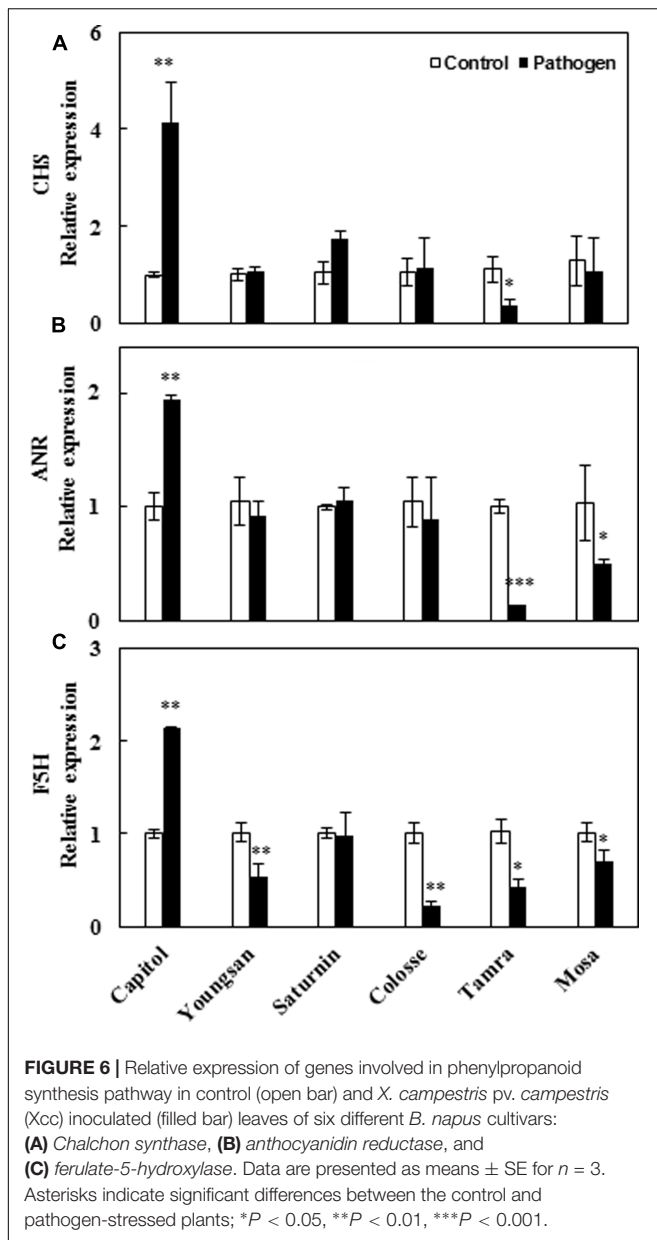 A
6
**
Control Pathogen
4
CHS
Relative expression
2
*
0
B
**
2
ANR
Relative expression
1
*
***
0
C
3
**
2
F5H
Relative expression
1
**
**
*
*
0
Capitol
Youngsan
Saturnin
Colosse
Tamra
Mosa
FIGURE 6 | Relative expression of genes involved in phenylpropanoid
synthesis pathway in control (open bar) and X. campestris pv. campestris
(Xcc) inoculated (filled bar) leaves of six different B. napus cultivars:
(A) Chalchon synthase, (B) anthocyanidin reductase, and
(C) ferulate-5-hydroxylase. Data are presented as means ± SE for n = 3.
Asterisks indicate significant differences between the control and
pathogen-stressed plants; *P < 0.05, **P < 0.01, ***P < 0.001.